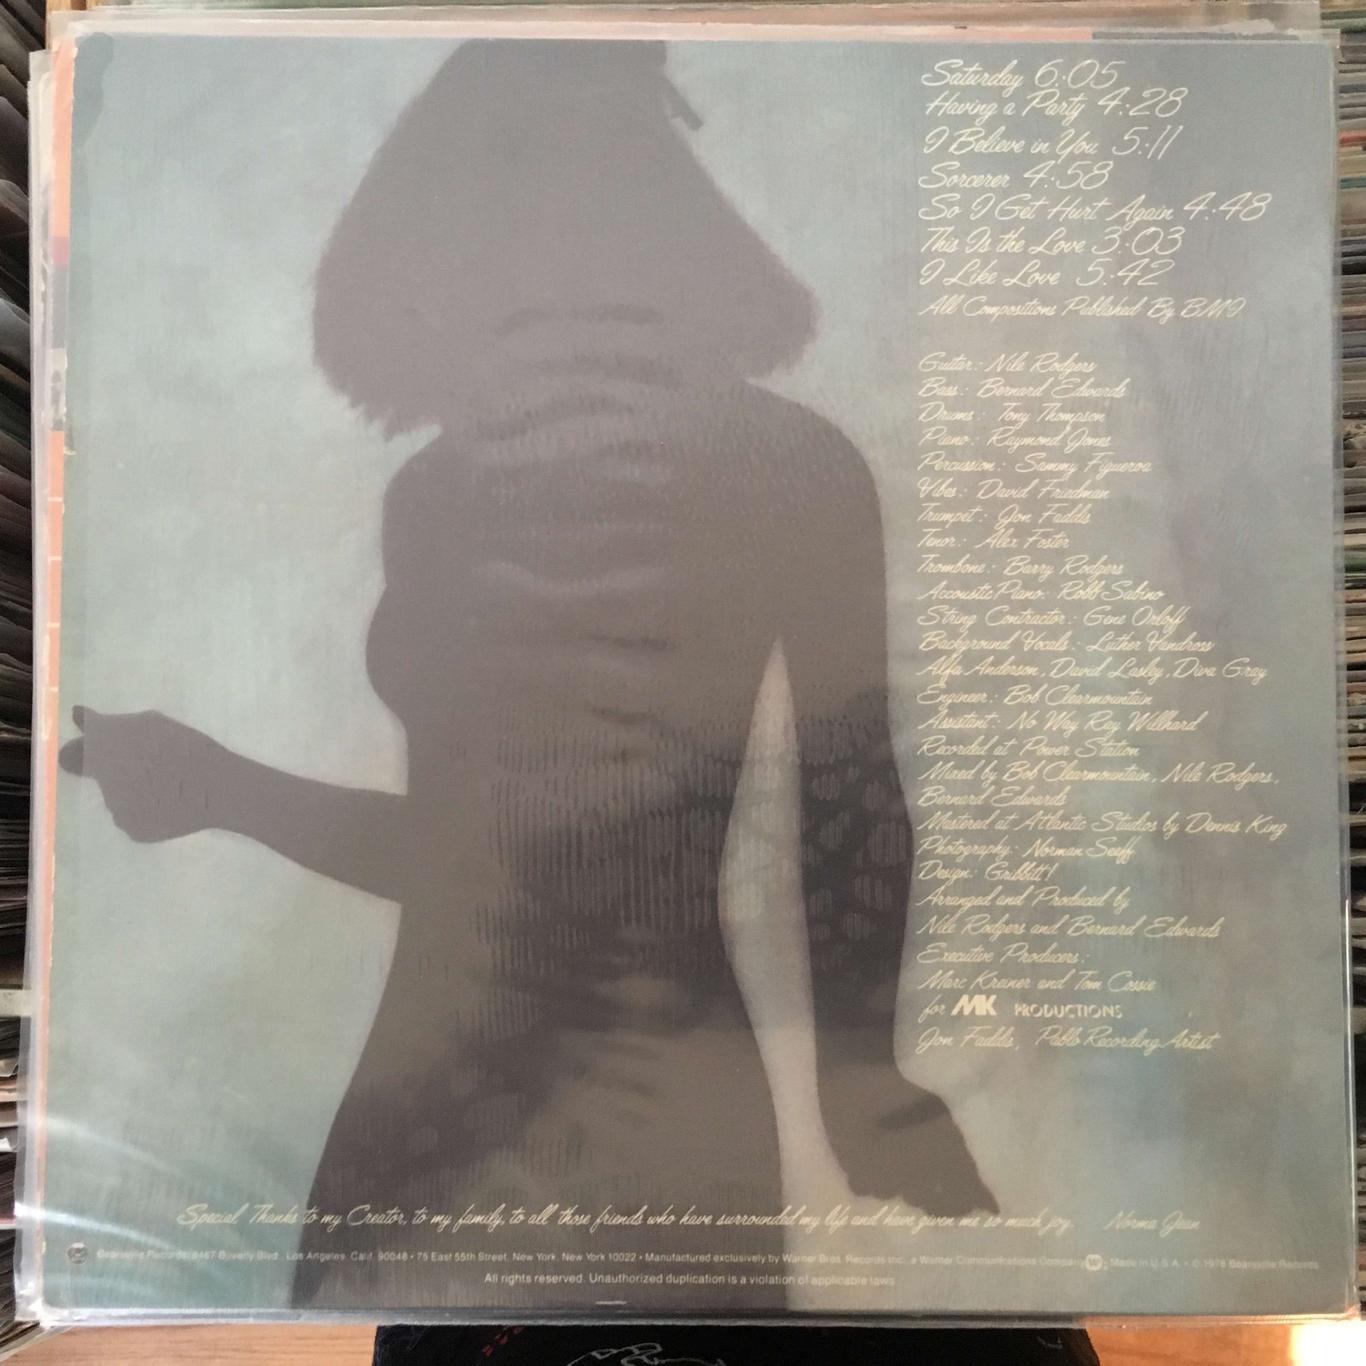 Saturday 6:05
Having a Party 4:28
I Believe in You 5:11
Sorcerer 4:58
So I Get Hurt Again 4:48
This Is the Love 3:03
I Like Love 5:42
All Compositions Published By BMI
Guitar: Nile Rodgers
Bass: Bernard Edwards
Drums: Tony Thompson
Piano: Raymond Jones
Percussion: Sammy Figueroa
Vibes: David Friedman
Trumpet: Jon Faddis
Tenor: Alex Foster
Trombone: Barry Rodgers
Accoustic Piano: Robb Sabino
String Contractor: Gene Orloff
Background Vocals: Luther Vandross
Alfa Anderson, David Lasley, Diva Gray
Engineer: Bob Clearmountain
Assistant: No Way Ray Willhard
Recorded at Power Station
Mixed by Bob Clearmountain, Nile Rodgers,
Bernard Edwards
Mastered at Atlantic Studios by Dennis King
Photography: Norman Seeff
Design: Gribbitt!
Arranged and Produced by
Nile Rodgers and Bernard Edwards
Executive Producers:
Marc Kreiner and Tom Cossie
for MK PRODUCTIONS
Jon Faddis, Pablo Recording Artist
Special Thanks to my Creator, to my family, to all those friends who have surrounded my life and have given me so much joy. Norma Jean
Bearsville Records, 8467 Beverly Blvd., Los Angeles, Calif. 90048 • 75 East 55th Street, New York, New York 10022 • Manufactured exclusively by Warner Bros. Records Inc., a Warner Communications Company Made in U.S.A. • © 1978 Bearsville Records
All rights reserved. Unauthorized duplication is a violation of applicable laws